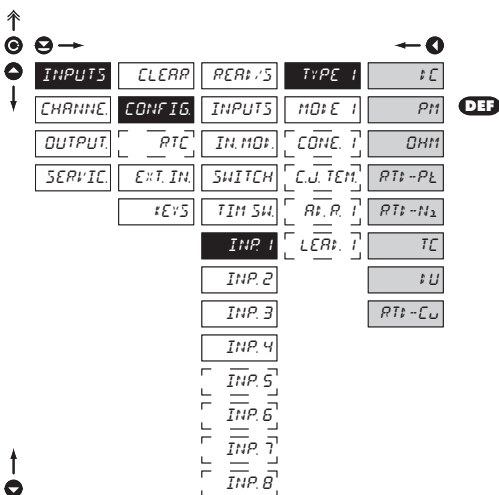 INPUTS CLEAR READ/S TYPE 1 DC
CHANNE. CONFIG. INPUTS MODE 1 PM DEF
OUTPUT. RTC IN. MOD. CONE. 1 OHM
SERVIC. EXT. IN. SWITCH C.J. TEM. RTD-Pt
KEYS TIM SW. AD. R. 1 RTD-Ni
INP. 1 LEAD. 1 TC
INP. 2 DU
INP. 3 RTD-Cu
INP. 4
INP. 5
INP. 6
INP. 7
INP. 8